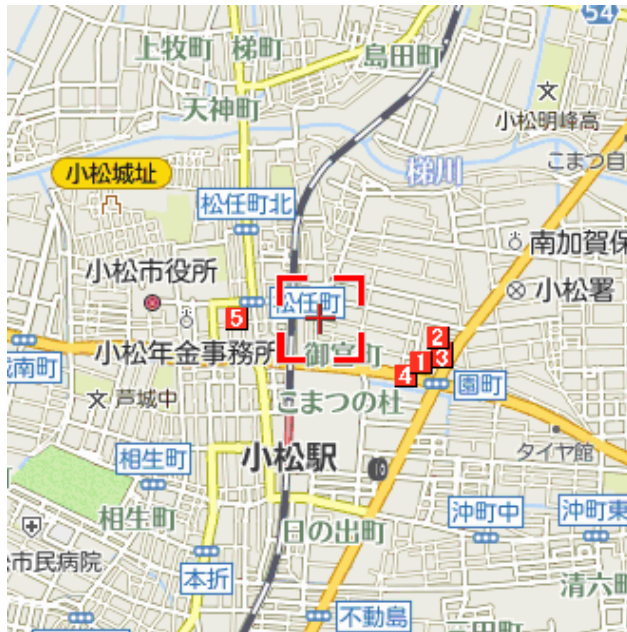 54
上牧町
梯町
島田町
天神町
小松明峰高
こまつ自
梯川
小松城址
松任町北
南加賀保
小松市役所
松任町
小松署
5
2
小松年金事務所
御宮町
1
3
4
南町
園町
芦城中
こまつの杜
小松駅
タイヤ館
相生町
相生町
沖町中
沖町東
日の出町
市民病院
本折
清六町
不動島